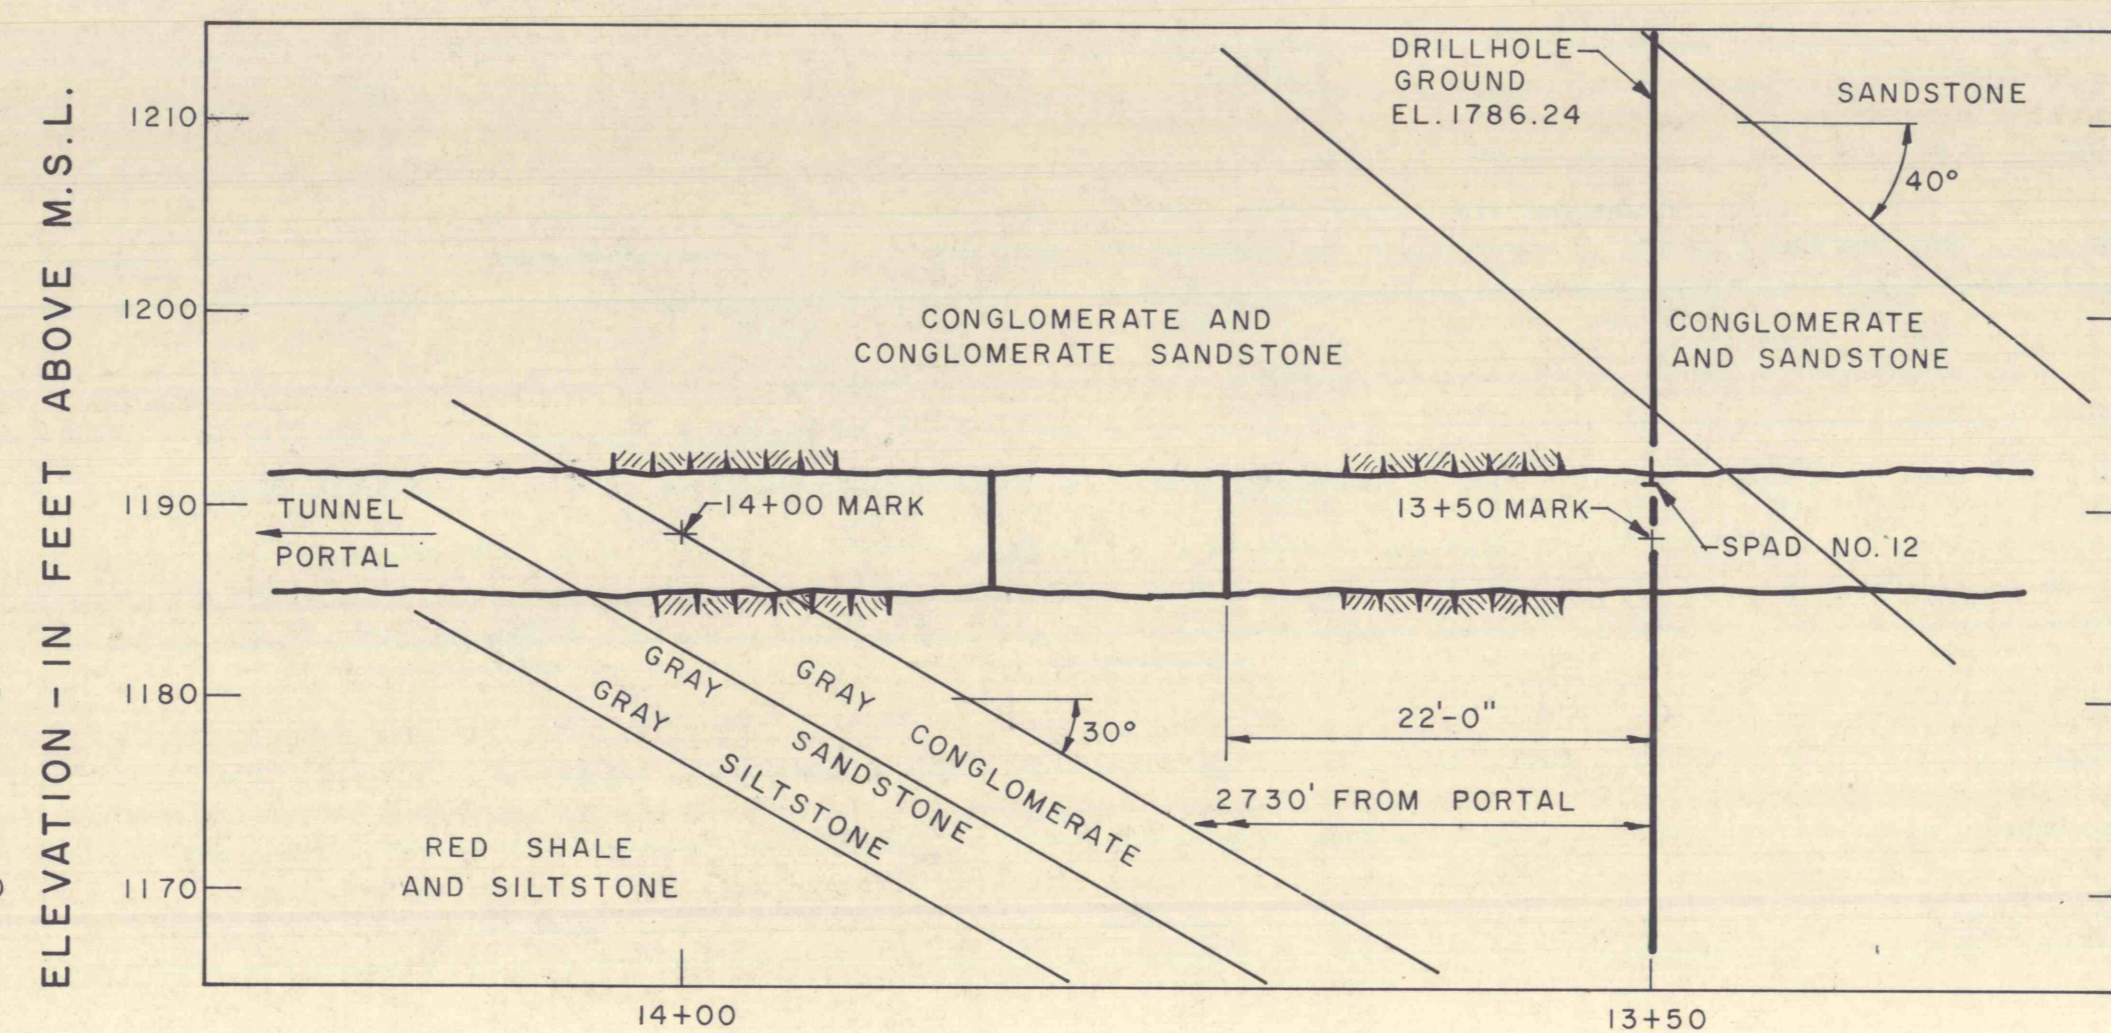 ELEVATION - IN FEET ABOVE M.S.L.
1210
1200
1190
1180
1170
DRILLHOLE
GROUND
EL. 1786.24
SANDSTONE
40°
CONGLOMERATE AND
CONGLOMERATE SANDSTONE
CONGLOMERATE
AND SANDSTONE
TUNNEL
PORTAL
14+00 MARK
13+50 MARK
SPAD NO. 12
GRAY CONGLOMERATE
GRAY SANDSTONE
GRAY SILTSTONE
30°
22'-0"
2730' FROM PORTAL
RED SHALE
AND SILTSTONE
14+00
13+50